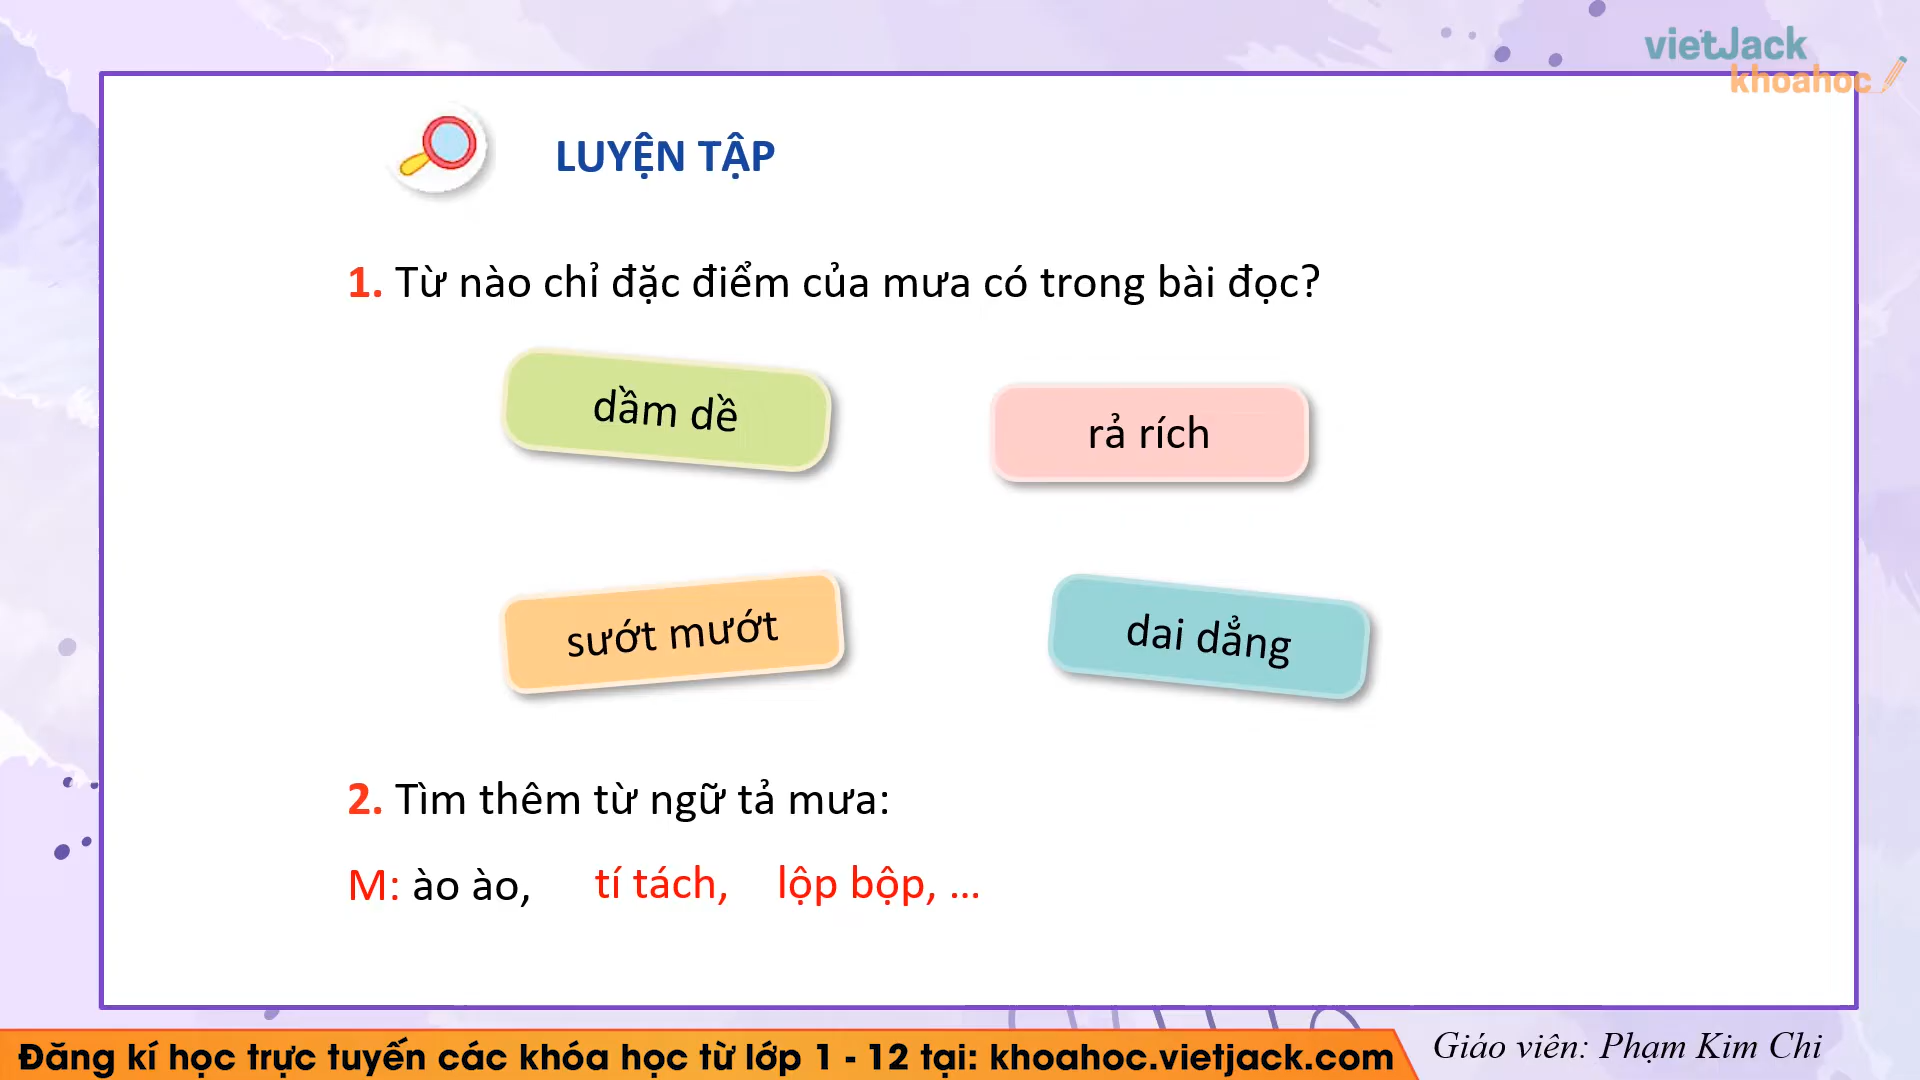 vietJack
khoahoc
LUYỆN TẬP
1. Từ nào chỉ đặc điểm của mưa có trong bài đọc?
dầm dề
rả rích
sướt mướt
dai dẳng
2. Tìm thêm từ ngữ tả mưa:
M: ào ào, tí tách, lộp bộp, ...
Đăng kí học trực tuyến các khóa học từ lớp 1 - 12 tại: khoahoc.vietjack.com
Giáo viên: Phạm Kim Chi